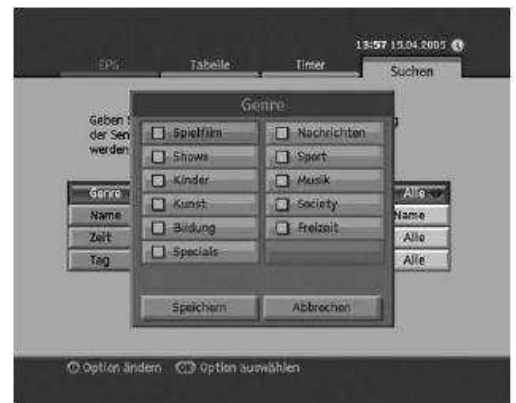 13:57 15.04.2005
EPG Tabelle Timer Suchen
Genre
Geben
der Sen
werden
Spielfilm Nachrichten
Shows Sport
Kinder Musik
Kunst Society
Bildung Freizeit
Specials
Genre Alle
Name Name
Zeit Alle
Tag Alle
Speichern Abbrechen
Option ändern OK Option auswählen